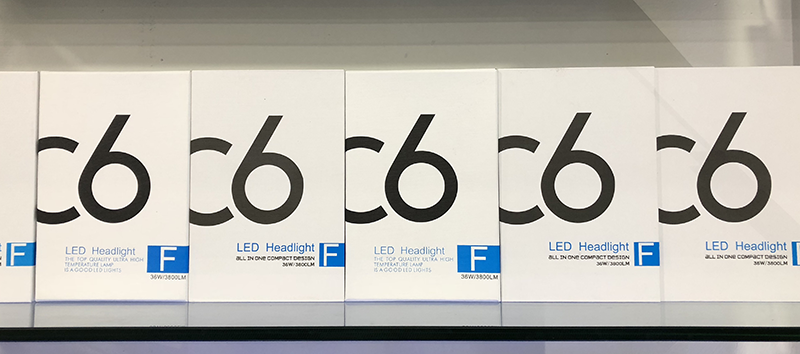 F
C6
LED Headlight
THE TOP QUALITY ULTRA HIGH
TEMPERATURE LAMP
IS A GOOD LED LIGHTS.
F
36W/3800LM
C6
LED Headlight
ALL IN ONE COMPACT DESIGN
36W/3800LM
F
C6
LED Headlight
THE TOP QUALITY ULTRA HIGH
TEMPERATURE LAMP
IS A GOOD LED LIGHTS.
F
36W/3800LM
C6
LED Headlight
ALL IN ONE COMPACT DESIGN
36W/3800LM
F
C6
LED Headlight
ALL IN ONE COMPACT DESIGN
36W/3800LM